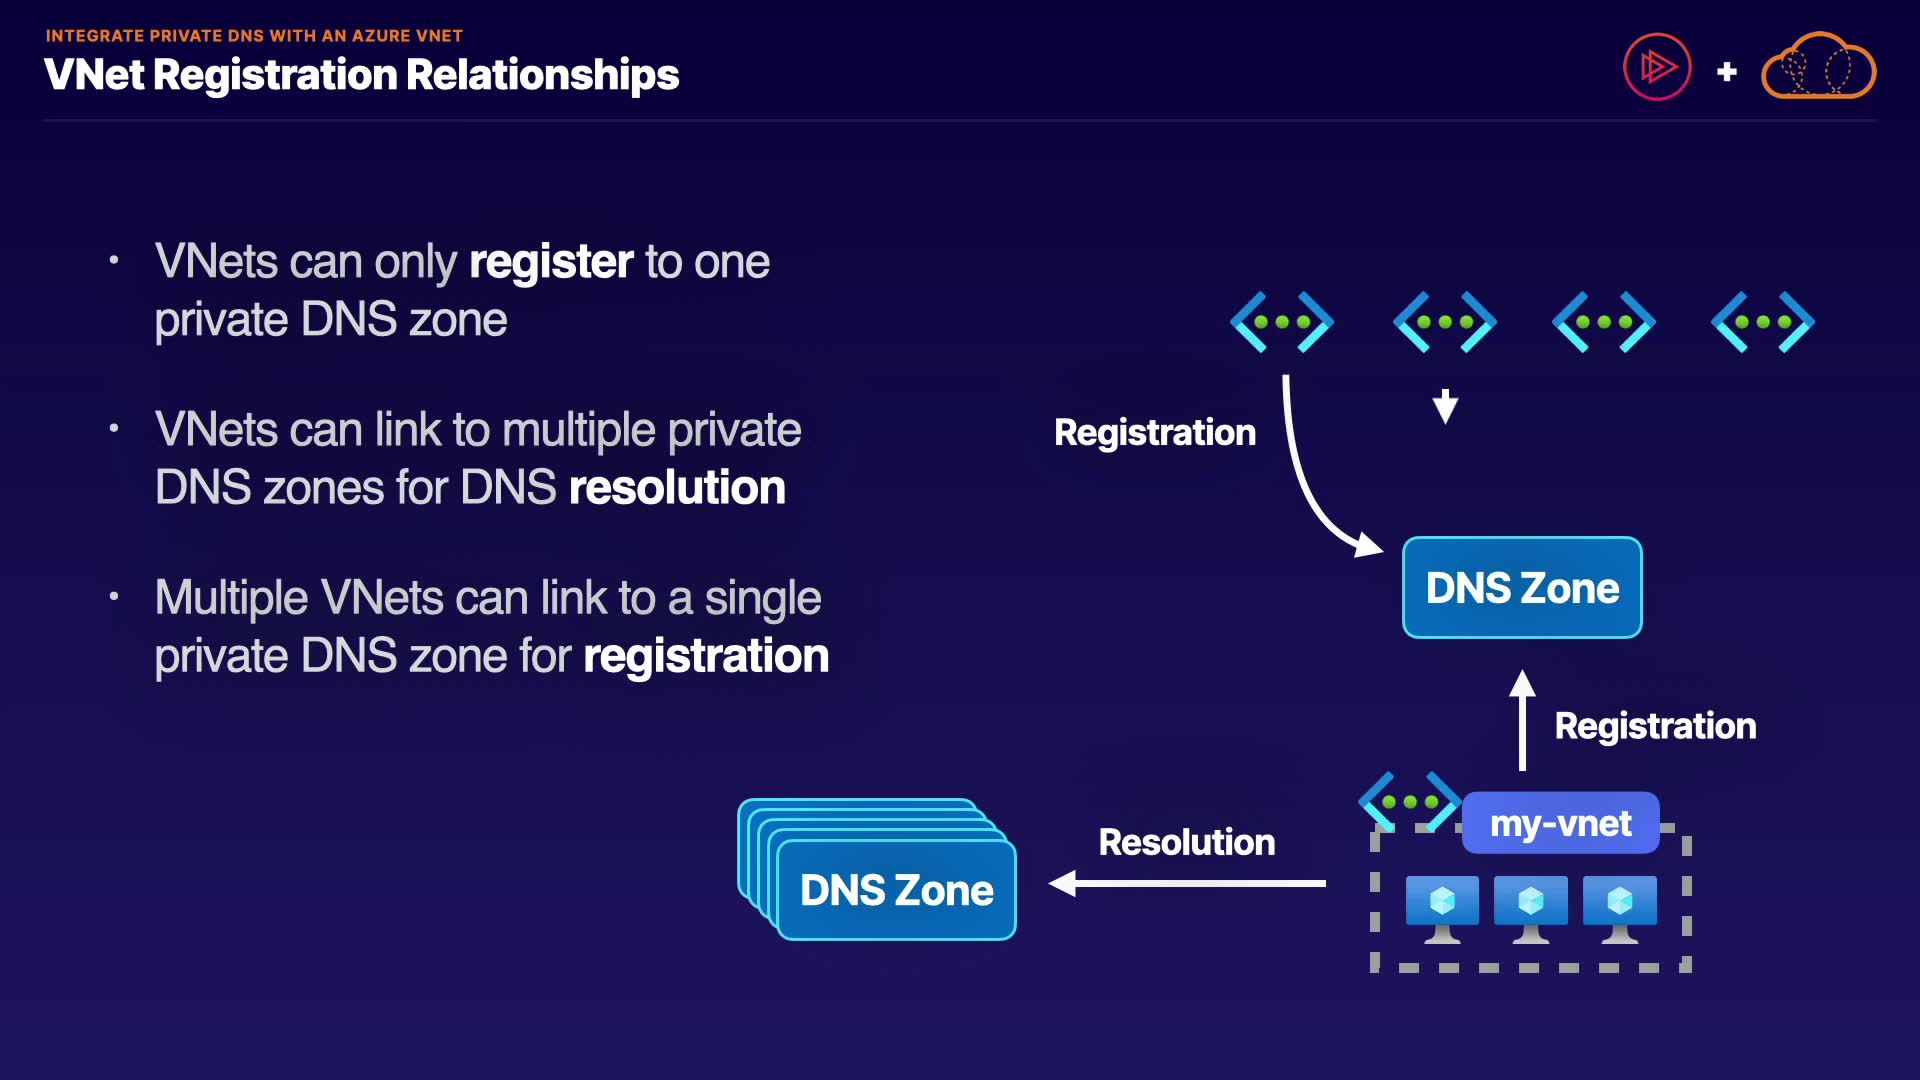 INTEGRATE PRIVATE DNS WITH AN AZURE VNET
VNet Registration Relationships
• VNets can only register to one
private DNS zone
• VNets can link to multiple private
DNS zones for DNS resolution
• Multiple VNets can link to a single
private DNS zone for registration
Registration
DNS Zone
Registration
my-vnet
Resolution
DNS Zone